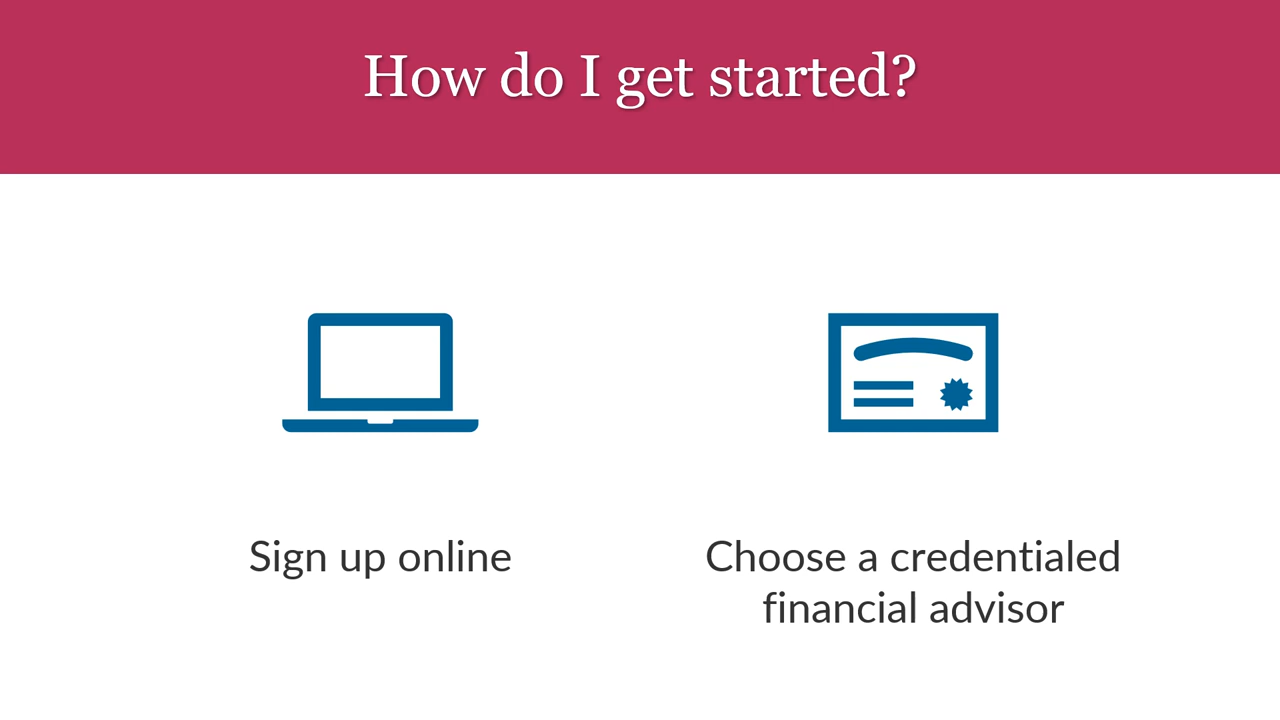 How do I get started?
Sign up online
Choose a credentialed
financial advisor